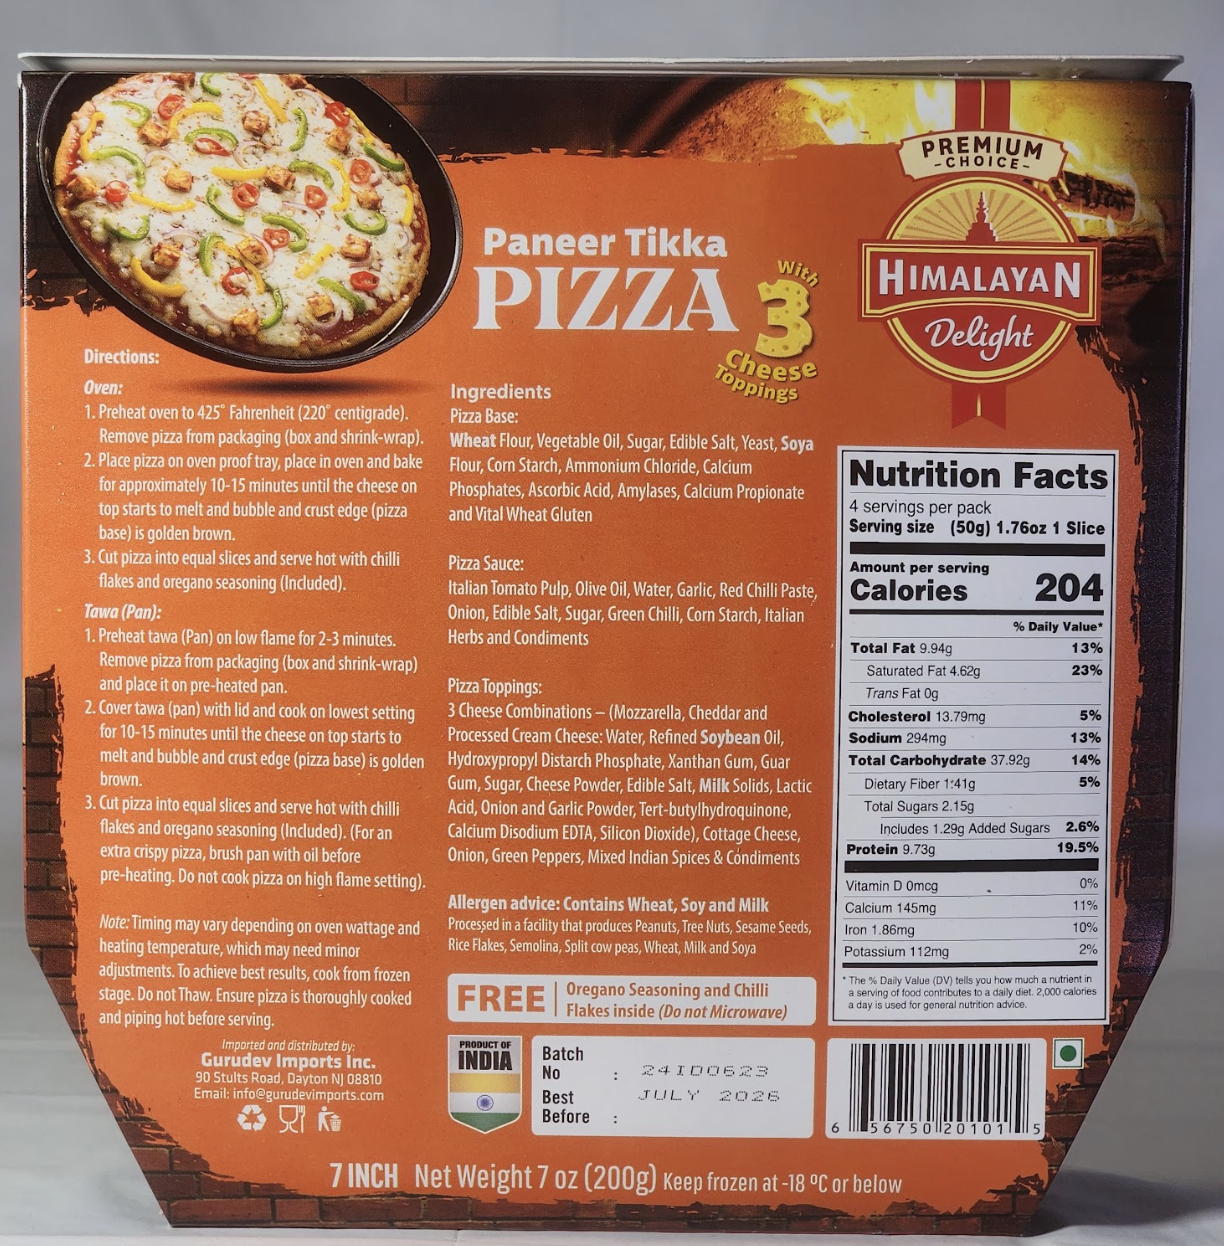 PREMIUM
-CHOICE-
HIMALAYAN
Delight
Paneer Tikka
PIZZA
With
3
Cheese
Toppings
Directions:
Oven:
1. Preheat oven to 425° Fahrenheit (220° centigrade).
Remove pizza from packaging (box and shrink-wrap).
2. Place pizza on oven proof tray, place in oven and bake
for approximately 10-15 minutes until the cheese on
top starts to melt and bubble and crust edge (pizza
base) is golden brown.
3. Cut pizza into equal slices and serve hot with chilli
flakes and oregano seasoning (Included).
Tawa (Pan):
1. Preheat tawa (Pan) on low flame for 2-3 minutes.
Remove pizza from packaging (box and shrink-wrap)
and place it on pre-heated pan.
2. Cover tawa (pan) with lid and cook on lowest setting
for 10-15 minutes until the cheese on top starts to
melt and bubble and crust edge (pizza base) is golden
brown.
3. Cut pizza into equal slices and serve hot with chilli
flakes and oregano seasoning (Included). (For an
extra crispy pizza, brush pan with oil before
pre-heating. Do not cook pizza on high flame setting).
Note: Timing may vary depending on oven wattage and
heating temperature, which may need minor
adjustments. To achieve best results, cook from frozen
stage. Do not Thaw. Ensure pizza is thoroughly cooked
and piping hot before serving.
Imported and distributed by:
Gurudev Imports Inc.
90 Stults Road, Dayton NJ 08810
Email: info@gurudevimports.com
Ingredients
Pizza Base:
Wheat Flour, Vegetable Oil, Sugar, Edible Salt, Yeast, Soya
Flour, Corn Starch, Ammonium Chloride, Calcium
Phosphates, Ascorbic Acid, Amylases, Calcium Propionate
and Vital Wheat Gluten
Pizza Sauce:
Italian Tomato Pulp, Olive Oil, Water, Garlic, Red Chilli Paste,
Onion, Edible Salt, Sugar, Green Chilli, Corn Starch, Italian
Herbs and Condiments
Pizza Toppings:
3 Cheese Combinations – (Mozzarella, Cheddar and
Processed Cream Cheese: Water, Refined Soybean Oil,
Hydroxypropyl Distarch Phosphate, Xanthan Gum, Guar
Gum, Sugar, Cheese Powder, Edible Salt, Milk Solids, Lactic
Acid, Onion and Garlic Powder, Tert-butylhydroquinone,
Calcium Disodium EDTA, Silicon Dioxide), Cottage Cheese,
Onion, Green Peppers, Mixed Indian Spices & Condiments
Allergen advice: Contains Wheat, Soy and Milk
Processed in a facility that produces Peanuts, Tree Nuts, Sesame Seeds,
Rice Flakes, Semolina, Split cow peas, Wheat, Milk and Soya
FREE
Oregano Seasoning and Chilli
Flakes inside (Do not Microwave)
PRODUCT OF
INDIA
Batch
No : 24ID0623
Best
Before : JULY 2026
Nutrition Facts
4 servings per pack
Serving size (50g) 1.76oz 1 Slice
Amount per serving
Calories 204
% Daily Value*
Total Fat 9.94g 13%
Saturated Fat 4.62g 23%
Trans Fat 0g
Cholesterol 13.79mg 5%
Sodium 294mg 13%
Total Carbohydrate 37.92g 14%
Dietary Fiber 1.41g 5%
Total Sugars 2.15g
Includes 1.29g Added Sugars 2.6%
Protein 9.73g 19.5%
Vitamin D 0mcg 0%
Calcium 145mg 11%
Iron 1.86mg 10%
Potassium 112mg 2%
* The % Daily Value (DV) tells you how much a nutrient in
a serving of food contributes to a daily diet. 2,000 calories
a day is used for general nutrition advice.
6 56750 20101 5
7 INCH Net Weight 7 oz (200g) Keep frozen at -18 ºC or below